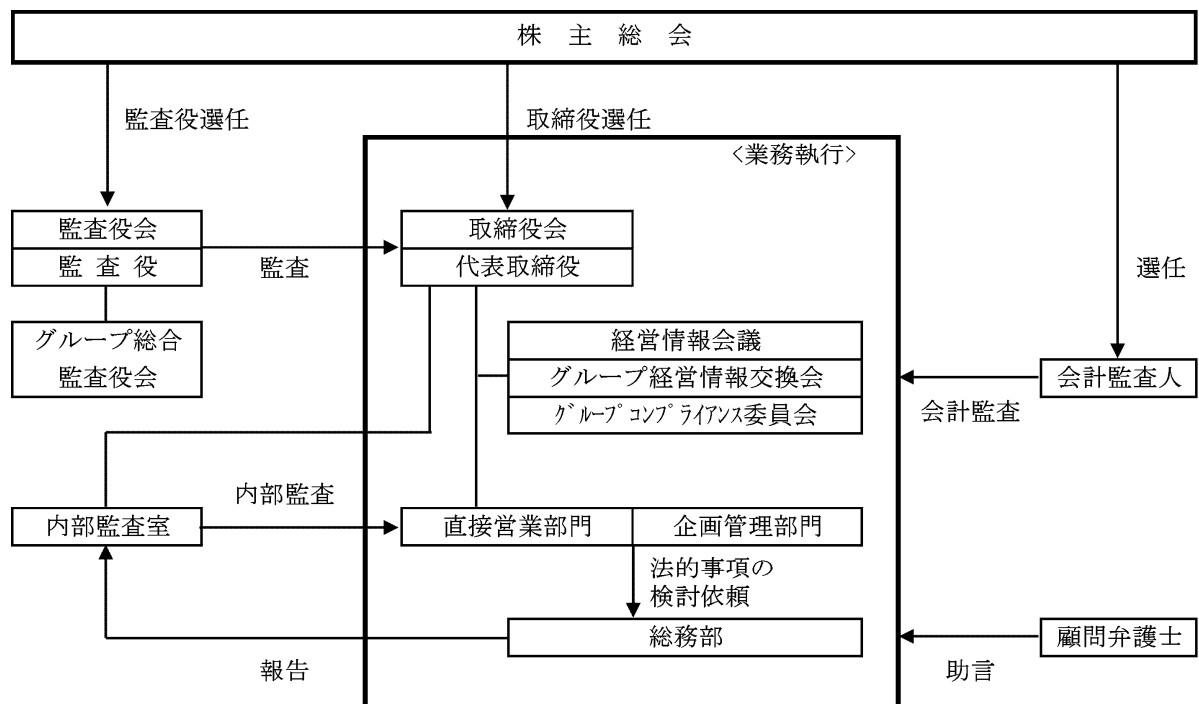 株 主 総 会
監査役選任
取締役選任
<業務執行>
監査役会
監 査 役
監査
取締役会
代表取締役
選任
グループ総合
監査役会
経営情報会議
グループ経営情報交換会
ｸﾞﾙｰﾌﾟｺﾝﾌﾟﾗｲｱﾝｽ委員会
会計監査人
会計監査
内部監査
内部監査室
直接営業部門
企画管理部門
法的事項の
検討依頼
総務部
顧問弁護士
報告
助言